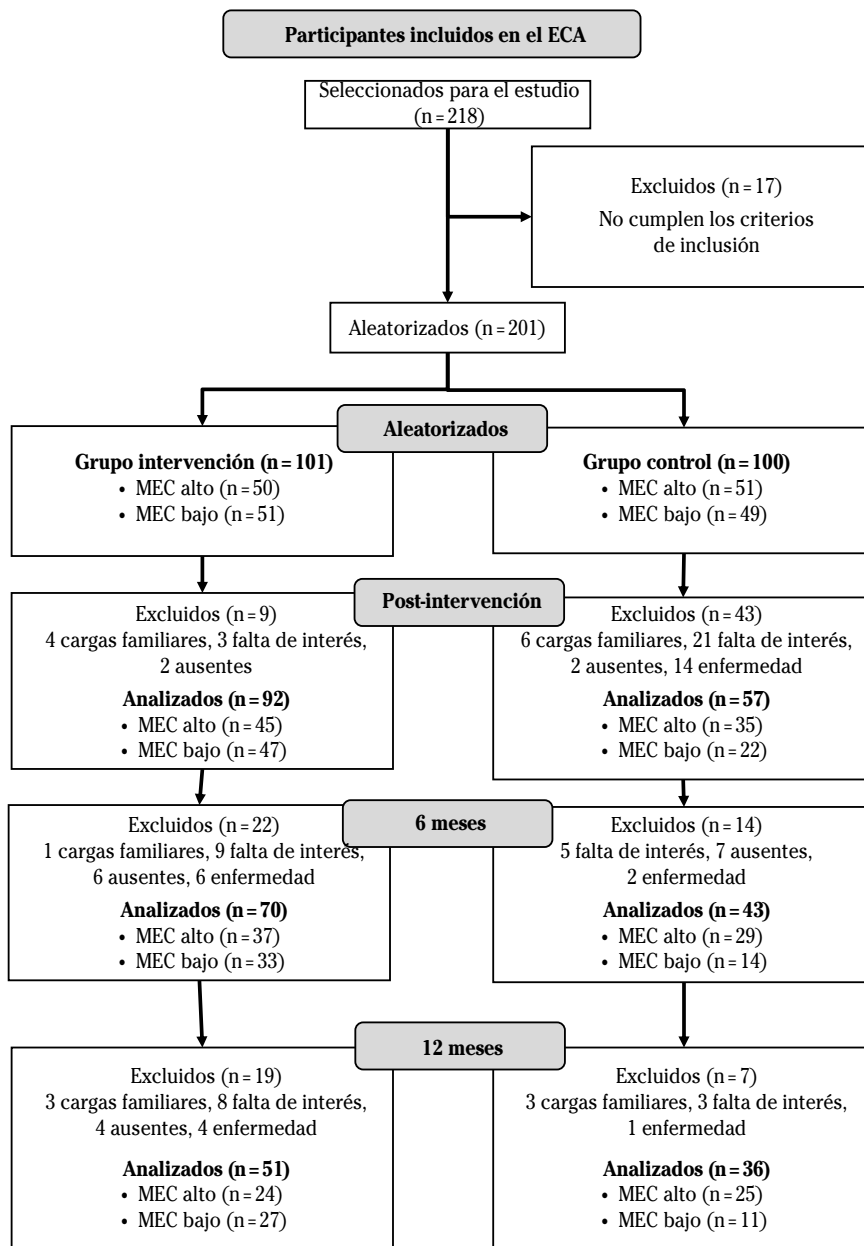 Participantes incluidos en el ECA
Seleccionados para el estudio
(n = 218)
Excluidos (n = 17)
No cumplen los criterios
de inclusión
Aleatorizados (n = 201)
Aleatorizados
Grupo intervención (n = 101)
• MEC alto (n = 50)
• MEC bajo (n = 51)
Grupo control (n = 100)
• MEC alto (n = 51)
• MEC bajo (n = 49)
Post-intervención
Excluidos (n = 9)
4 cargas familiares, 3 falta de interés,
2 ausentes
Analizados (n = 92)
• MEC alto (n = 45)
• MEC bajo (n = 47)
Excluidos (n = 43)
6 cargas familiares, 21 falta de interés,
2 ausentes, 14 enfermedad
Analizados (n = 57)
• MEC alto (n = 35)
• MEC bajo (n = 22)
6 meses
Excluidos (n = 22)
1 cargas familiares, 9 falta de interés,
6 ausentes, 6 enfermedad
Analizados (n = 70)
• MEC alto (n = 37)
• MEC bajo (n = 33)
Excluidos (n = 14)
5 falta de interés, 7 ausentes,
2 enfermedad
Analizados (n = 43)
• MEC alto (n = 29)
• MEC bajo (n = 14)
12 meses
Excluidos (n = 19)
3 cargas familiares, 8 falta de interés,
4 ausentes, 4 enfermedad
Analizados (n = 51)
• MEC alto (n = 24)
• MEC bajo (n = 27)
Excluidos (n = 7)
3 cargas familiares, 3 falta de interés,
1 enfermedad
Analizados (n = 36)
• MEC alto (n = 25)
• MEC bajo (n = 11)